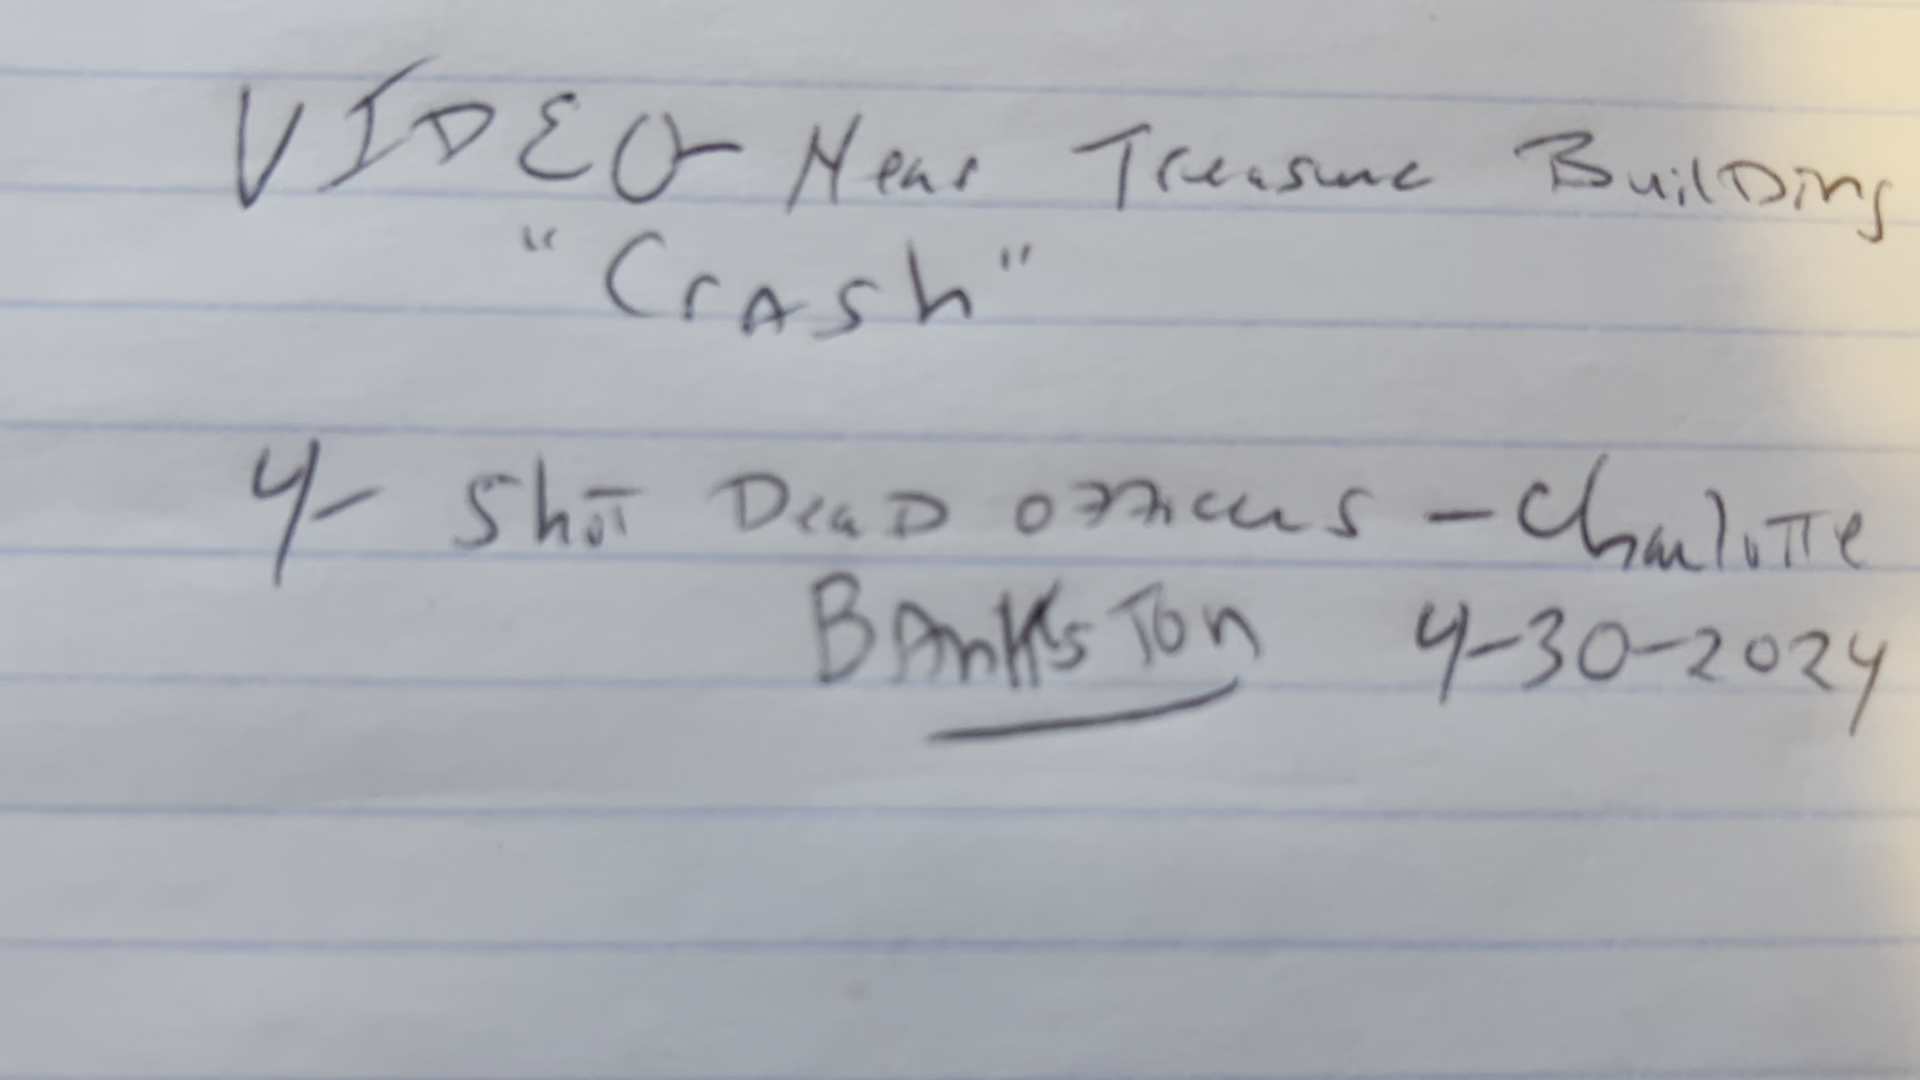 VIDEO - Near Treasure Building
"Crash"
4 - Shot Dead officers - Charlotte
BAnKsTon 4-30-2024